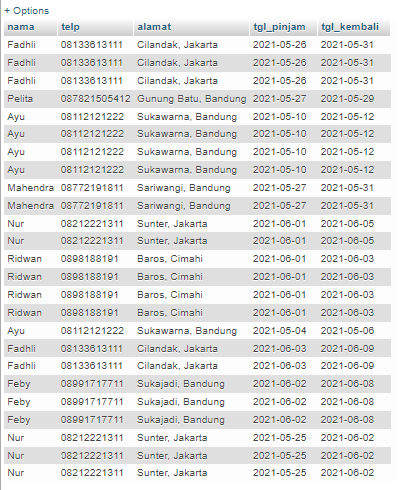 + Options
nama telp alamat tgl_pinjam tgl_kembali
Fadhli 08133613111 Cilandak, Jakarta 2021-05-26 2021-05-31
Fadhli 08133613111 Cilandak, Jakarta 2021-05-26 2021-05-31
Fadhli 08133613111 Cilandak, Jakarta 2021-05-26 2021-05-31
Pelita 087821505412 Gunung Batu, Bandung 2021-05-27 2021-05-29
Ayu 08112121222 Sukawarna, Bandung 2021-05-10 2021-05-12
Ayu 08112121222 Sukawarna, Bandung 2021-05-10 2021-05-12
Ayu 08112121222 Sukawarna, Bandung 2021-05-10 2021-05-12
Ayu 08112121222 Sukawarna, Bandung 2021-05-10 2021-05-12
Mahendra 08772191811 Sariwangi, Bandung 2021-05-27 2021-05-31
Mahendra 08772191811 Sariwangi, Bandung 2021-05-27 2021-05-31
Nur 08212221311 Sunter, Jakarta 2021-06-01 2021-06-05
Nur 08212221311 Sunter, Jakarta 2021-06-01 2021-06-05
Ridwan 0898188191 Baros, Cimahi 2021-06-01 2021-06-03
Ridwan 0898188191 Baros, Cimahi 2021-06-01 2021-06-03
Ridwan 0898188191 Baros, Cimahi 2021-06-01 2021-06-03
Ridwan 0898188191 Baros, Cimahi 2021-06-01 2021-06-03
Ayu 08112121222 Sukawarna, Bandung 2021-05-04 2021-05-06
Fadhli 08133613111 Cilandak, Jakarta 2021-06-03 2021-06-09
Fadhli 08133613111 Cilandak, Jakarta 2021-06-03 2021-06-09
Feby 08991717711 Sukajadi, Bandung 2021-06-02 2021-06-08
Feby 08991717711 Sukajadi, Bandung 2021-06-02 2021-06-08
Feby 08991717711 Sukajadi, Bandung 2021-06-02 2021-06-08
Nur 08212221311 Sunter, Jakarta 2021-05-25 2021-06-02
Nur 08212221311 Sunter, Jakarta 2021-05-25 2021-06-02
Nur 08212221311 Sunter, Jakarta 2021-05-25 2021-06-02